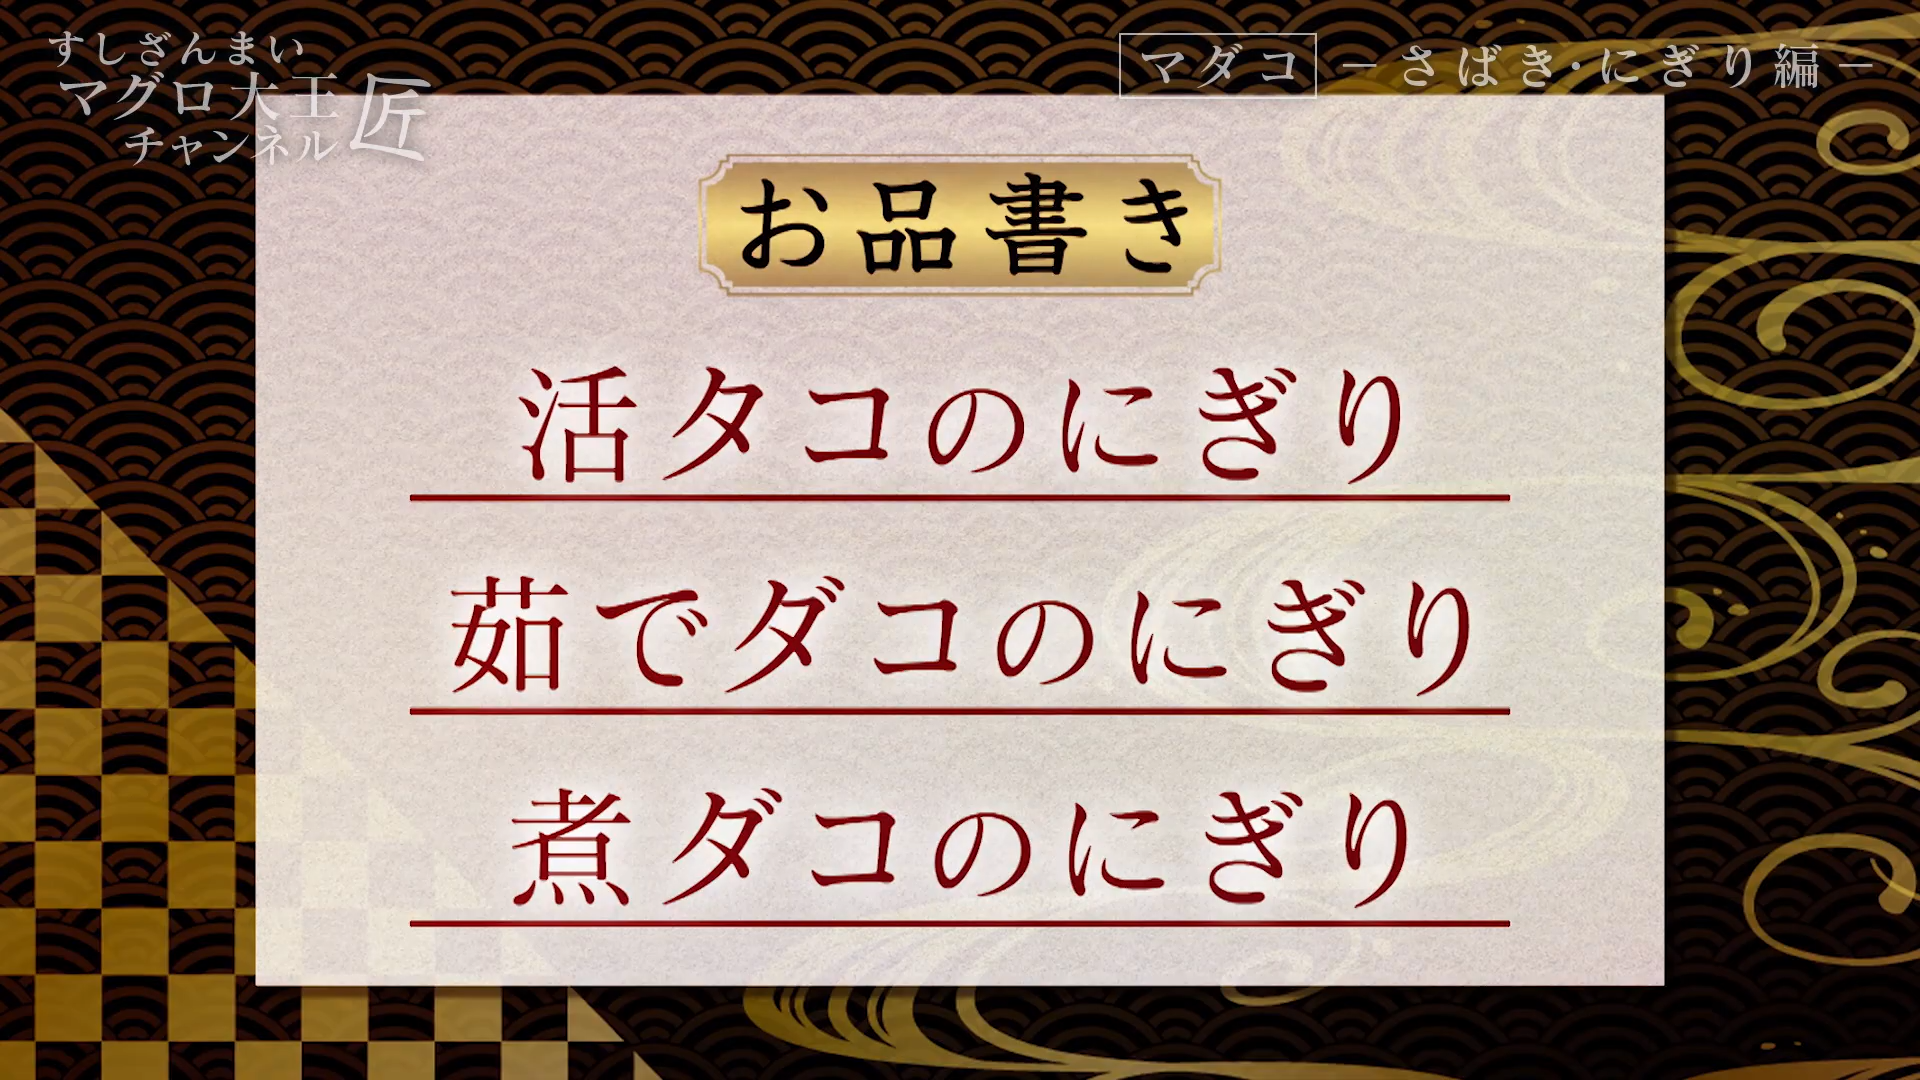 すしざんまい
マグロ大王
チャンネル 匠
マダコ －さばき・にぎり編－
お品書き
活タコのにぎり
茹でダコのにぎり
煮ダコのにぎり